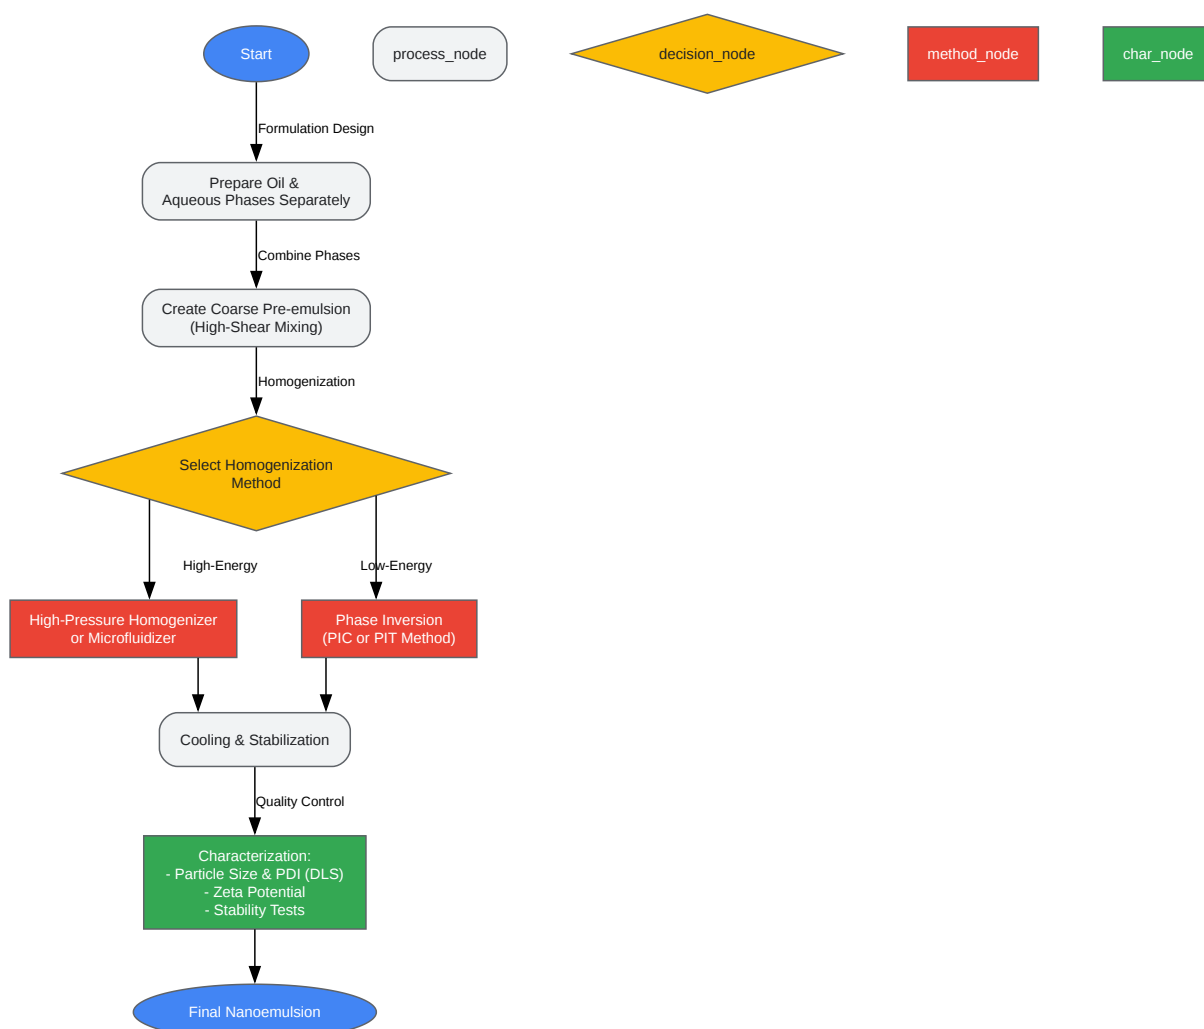 Start
process_node
decision_node
method_node
char_node
Formulation Design
Prepare Oil &
Aqueous Phases Separately
Combine Phases
Create Coarse Pre-emulsion
(High-Shear Mixing)
Homogenization
Select Homogenization
Method
High-Energy
Low-Energy
High-Pressure Homogenizer
or Microfluidizer
Phase Inversion
(PIC or PIT Method)
Cooling & Stabilization
Quality Control
Characterization:
- Particle Size & PDI (DLS)
- Zeta Potential
- Stability Tests
Final Nanoemulsion